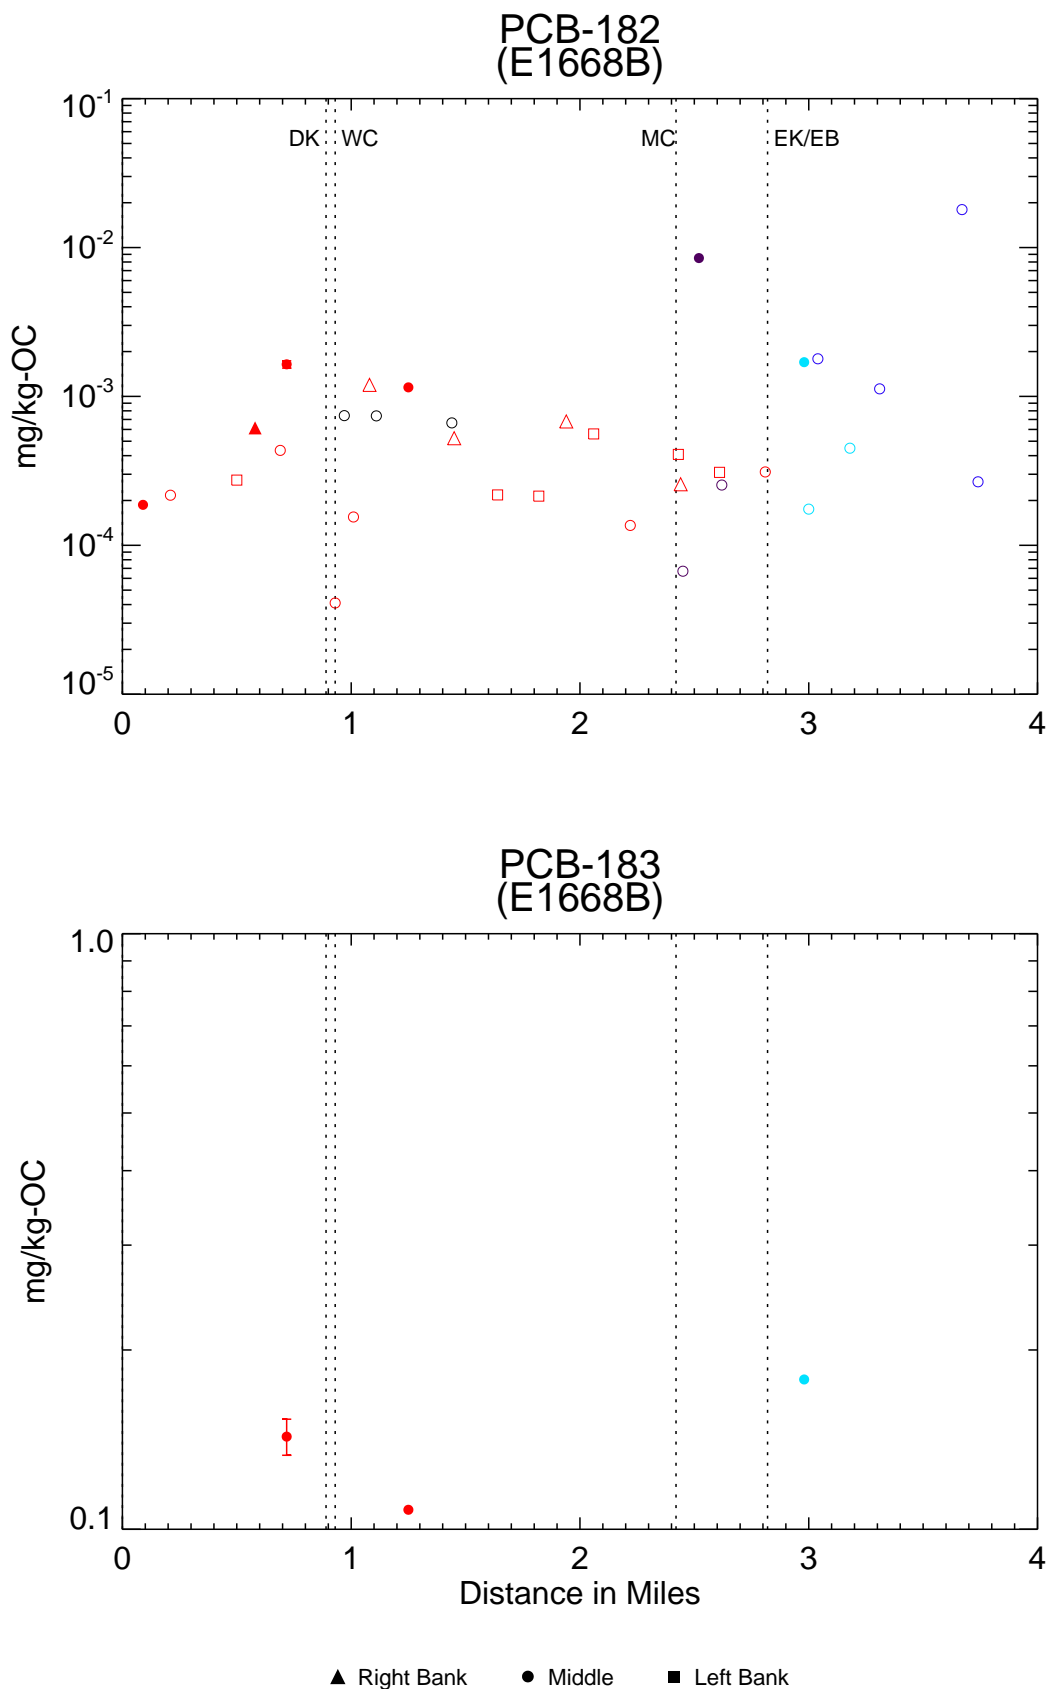 PCB-182
(E1668B)
10-1
10-2
10-3
10-4
10-5
mg/kg-OC
DK
WC
MC
EK/EB
0 1 2 3 4
PCB-183
(E1668B)
1.0
0.1
mg/kg-OC
0 1 2 3 4
Distance in Miles
Right Bank Middle Left Bank